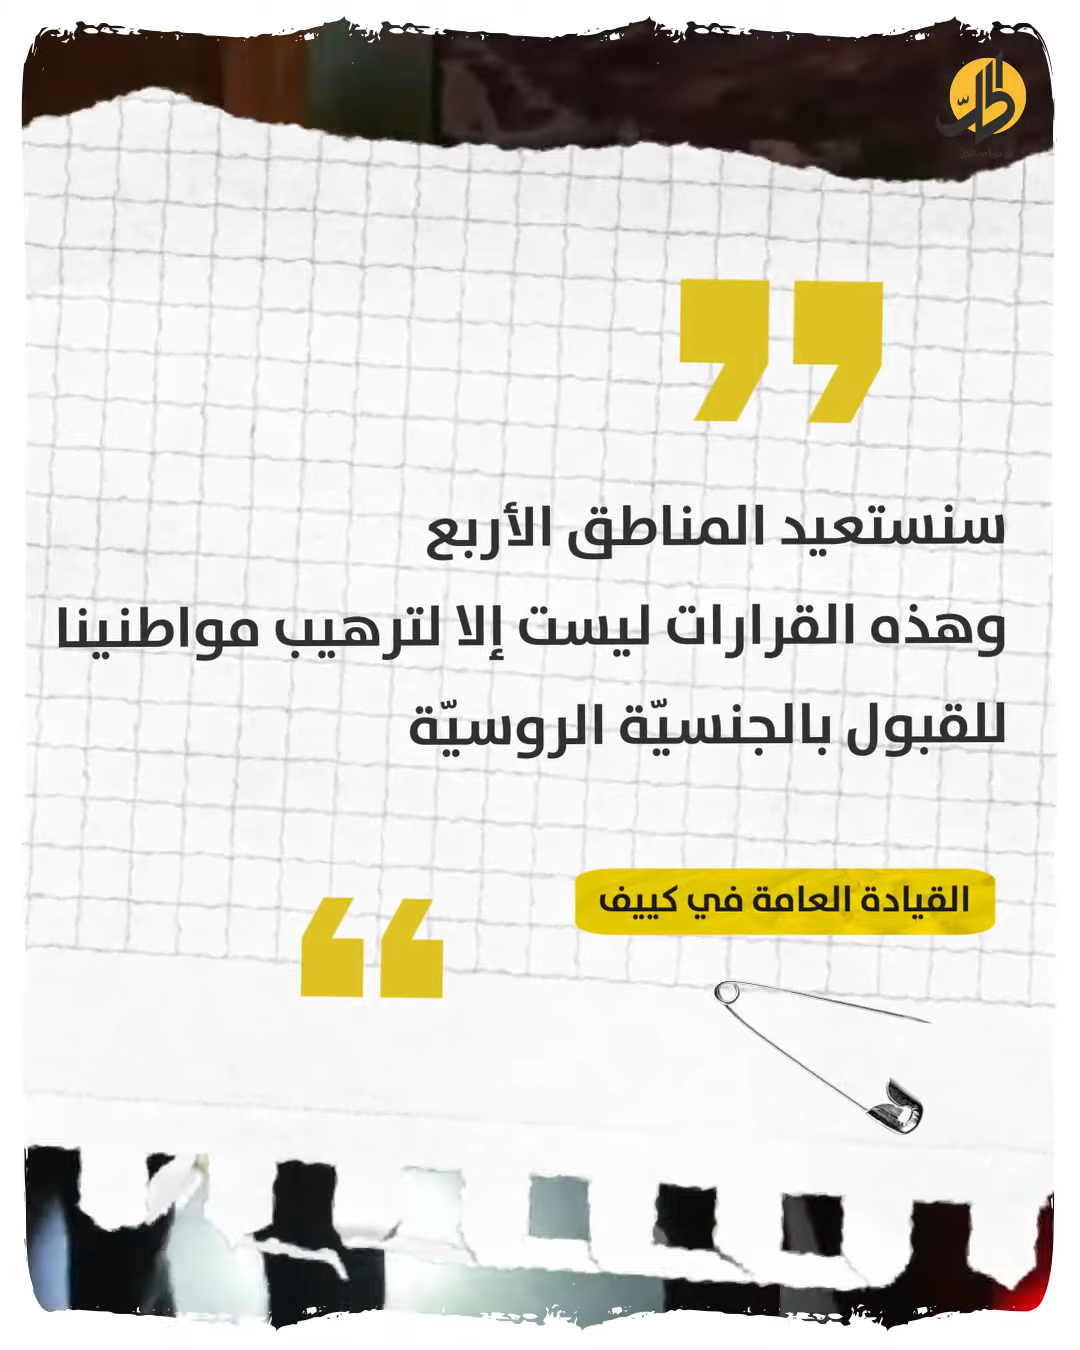 سنستعيد المناطق الأربع
وهذه القرارات ليست إلا لترهيب مواطنينا
للقبول بالجنسيّة الروسيّة
القيادة العامة في كييف